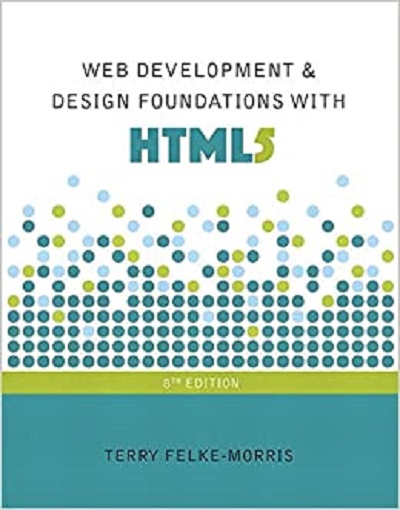 WEB DEVELOPMENT &
DESIGN FOUNDATIONS WITH
HTML5
8TH EDITION
TERRY FELKE-MORRIS